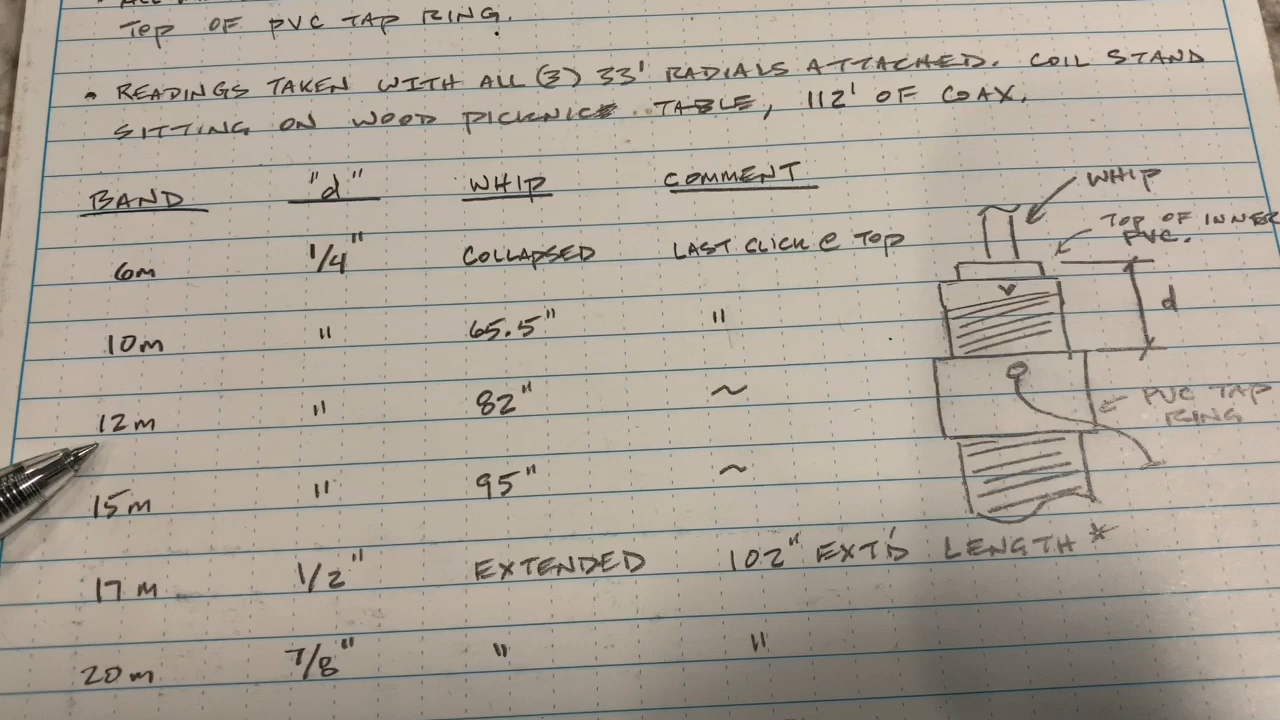 TOP OF PVC TAP RING.
• READINGS TAKEN WITH ALL (3) 33' RADIALS ATTACHED. COIL STAND
SITTING ON WOOD PICKNIC TABLE, 112' OF COAX.
BAND "d" WHIP COMMENT
6m 1/4" COLLAPSED LAST CLICK @ TOP
10m " 65.5" "
12m " 82" ~
15m " 95" ~
17m 1/2" EXTENDED 102" EXT'D LENGTH *
20m 7/8" " "
WHIP
TOP OF INNER
PVC.
d
PVC TAP
RING